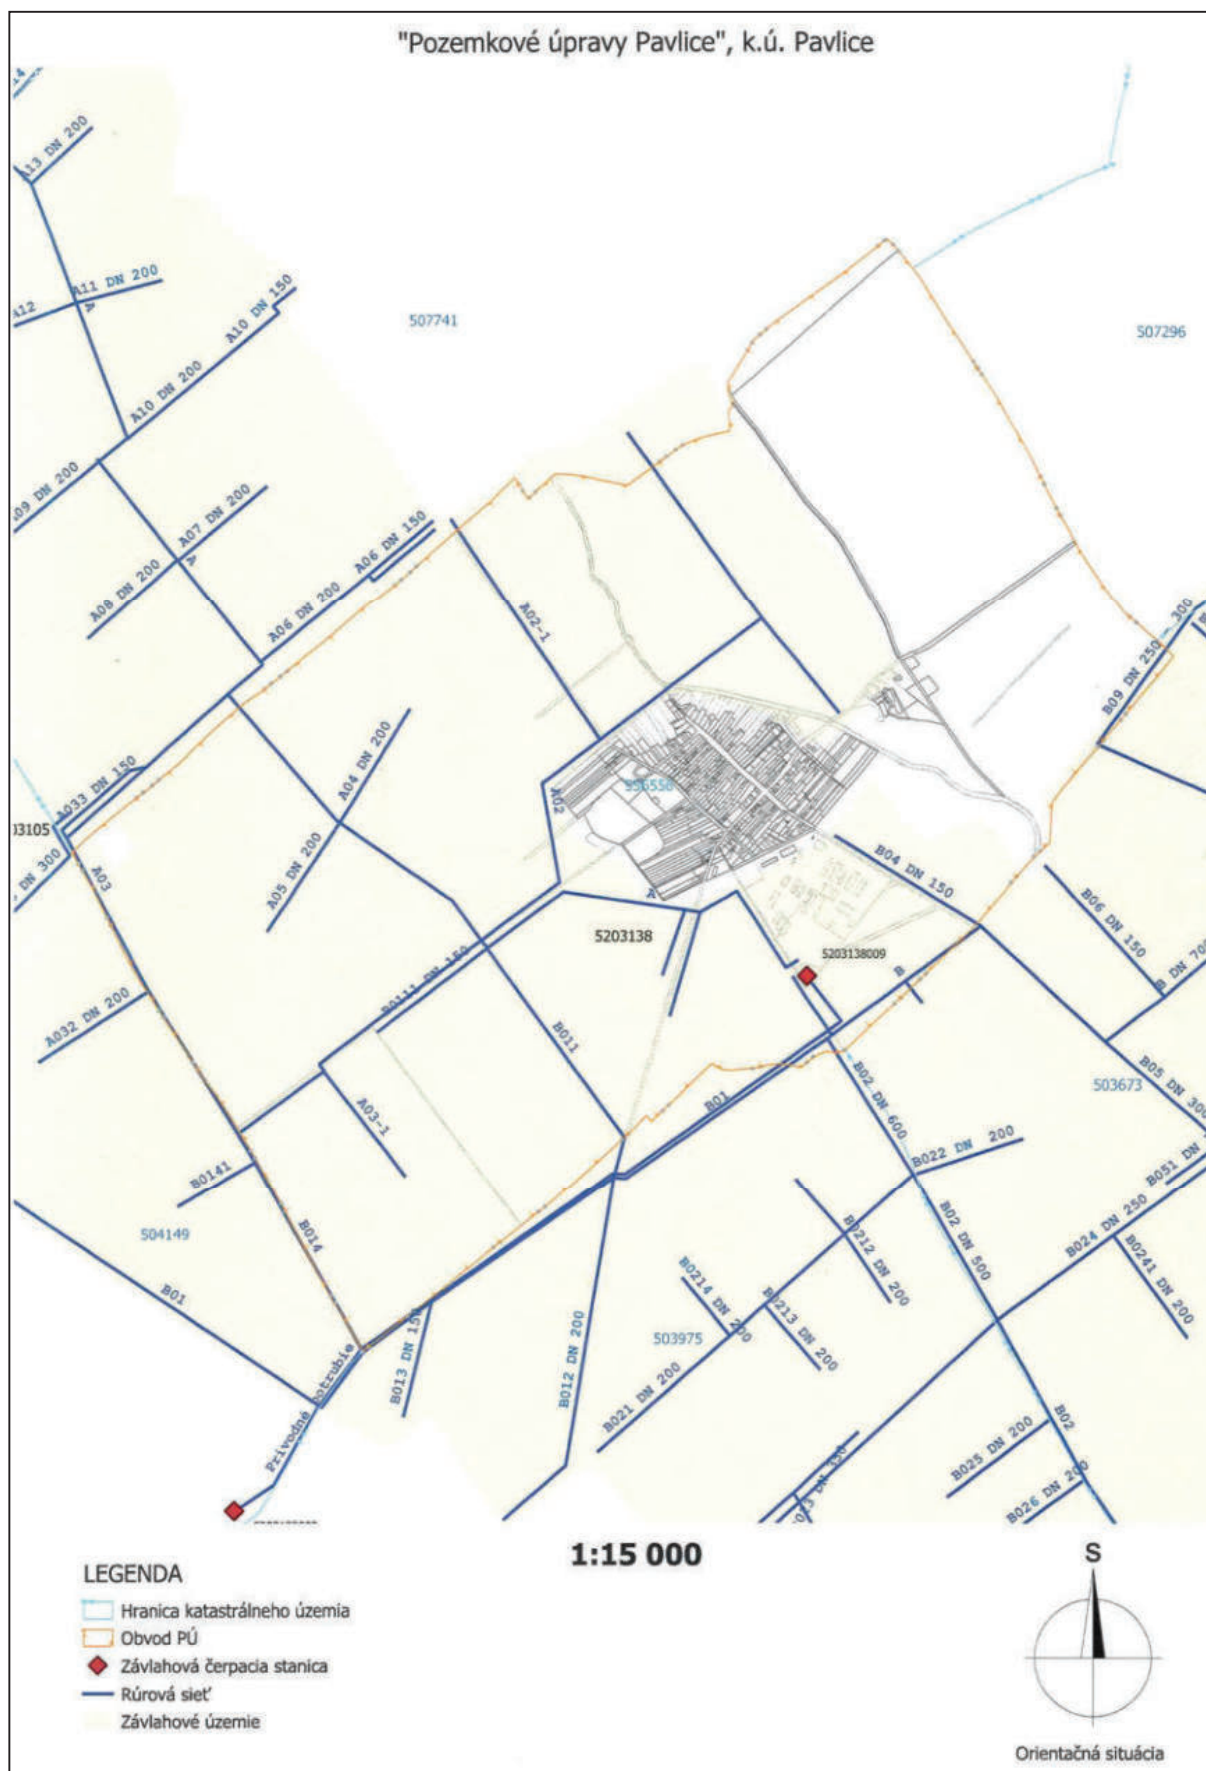 "Pozemkové úpravy Pavlice", k.ú. Pavlice
A13 DN 200
A11 DN 200
A
A12
A10 DN 150
A10 DN 200
507741
507296
A09 DN 200
A07 DN 200
A
A08 DN 200
A06 DN 150
A06 DN 200
A02-1
300
B09 DN 250
A04 DN 200
A033 DN 150
A02
A05 DN 200
DN 300
A03
B04 DN 150
A
B06 DN 150
5203138
5203138009
B
B DN 700
B0111 DN 150
A032 DN 200
B011
B02 DN 600
503673
B05 DN 300
B01
A03-1
B022 DN 200
B0141
B051 DN
504149
B014
B02 DN 500
B024 DN 250
B0212 DN 200
B0241 DN 200
B01
B0214 DN 200
B0213 DN 200
503975
B013 DN 150
B012 DN 200
B021 DN 200
Prívodné potrubie
B02
B025 DN 200
B026 DN 200
1:15 000
S
LEGENDA
Hranica katastrálneho územia
Obvod PÚ
Závlahová čerpacia stanica
Rúrová sieť
Závlahové územie
Orientačná situácia